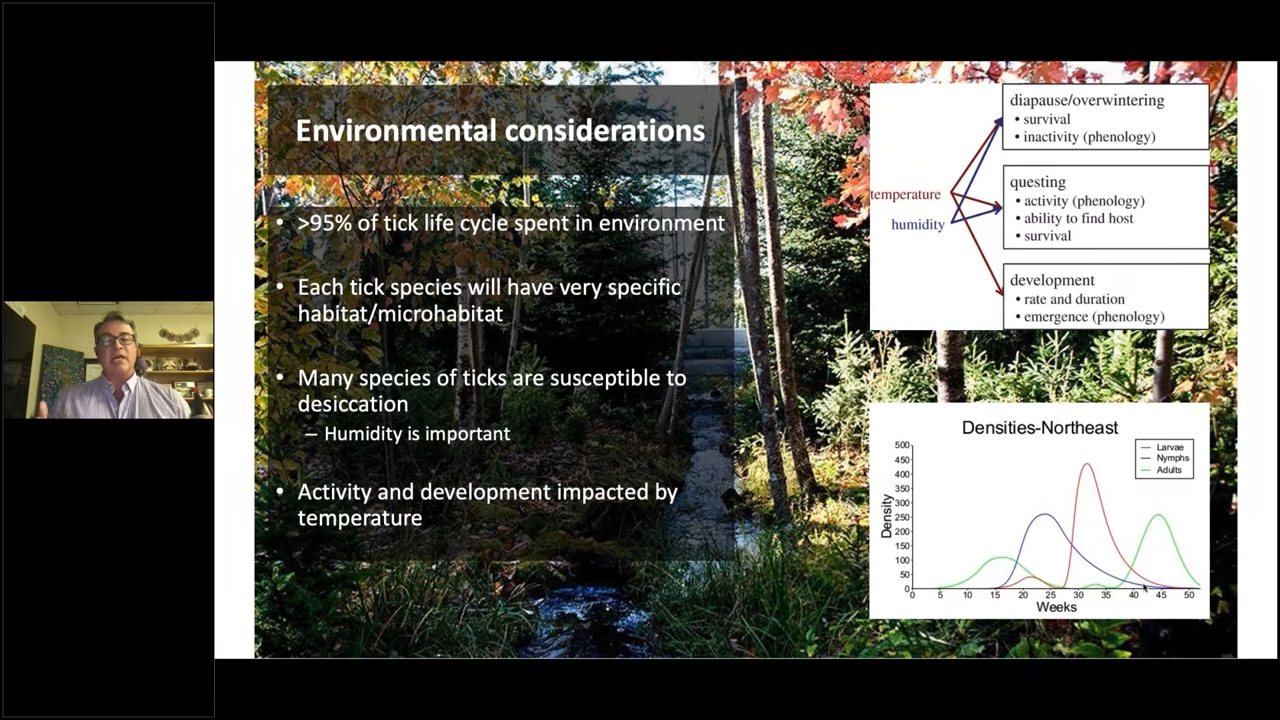 Environmental considerations
• >95% of tick life cycle spent in environment
• Each tick species will have very specific
habitat/microhabitat
• Many species of ticks are susceptible to
desiccation
– Humidity is important
• Activity and development impacted by
temperature
temperature
humidity
diapause/overwintering
• survival
• inactivity (phenology)
questing
• activity (phenology)
• ability to find host
• survival
development
• rate and duration
• emergence (phenology)
Densities-Northeast
Larvae
Nymphs
Adults
Density
500
450
400
350
300
250
200
150
100
50
0
0 5 10 15 20 25 30 35 40 45 50
Weeks